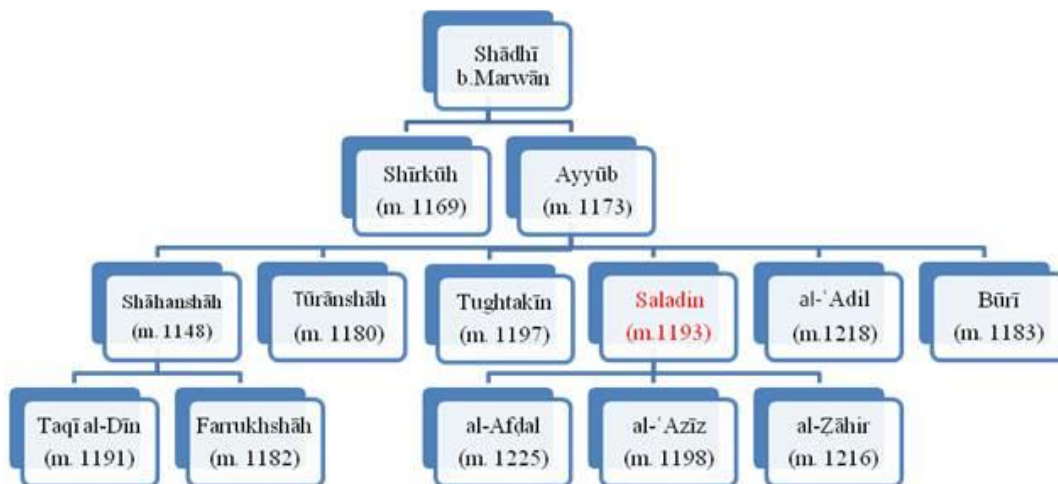 Shādhī
b.Marwān
Shīrkūh
(m. 1169)
Ayyūb
(m. 1173)
Shāhanshāh
(m. 1148)
Tūrānshāh
(m. 1180)
Tughtakīn
(m. 1197)
Saladin
(m.1193)
al-ʿAdil
(m.1218)
Būrī
(m. 1183)
Taqī al-Dīn
(m. 1191)
Farrukhshāh
(m. 1182)
al-Afḍal
(m. 1225)
al-ʿAzīz
(m. 1198)
al-Ẓāhir
(m. 1216)